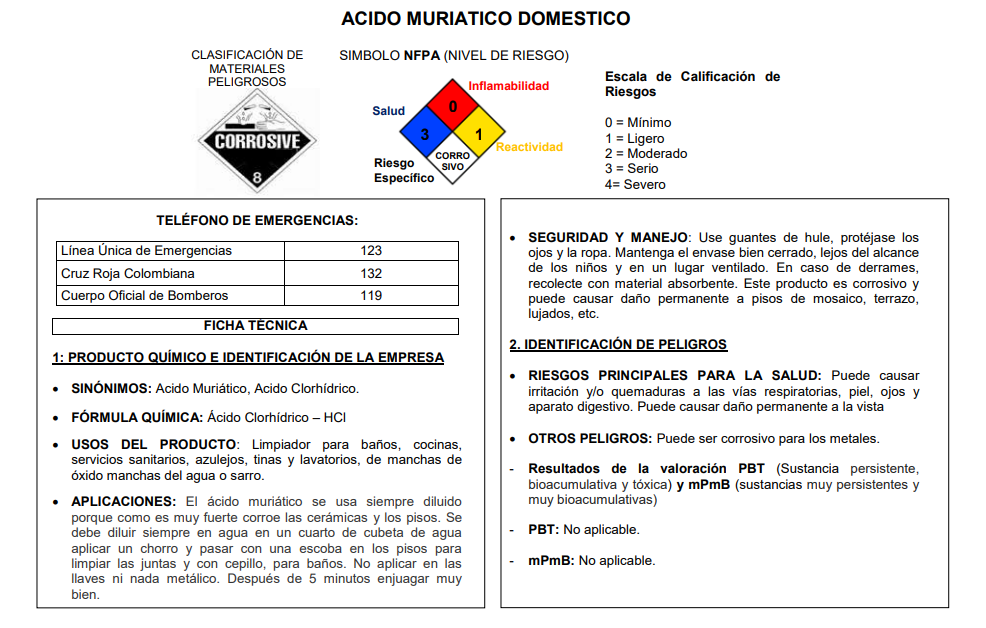 ACIDO MURIATICO DOMESTICO
CLASIFICACIÓN DE
MATERIALES
PELIGROSOS
CORROSIVE
8
SIMBOLO NFPA (NIVEL DE RIESGO)
Inflamabilidad
Salud
0
3
1
Reactividad
CORRO
SIVO
Riesgo
Específico
Escala de Calificación de
Riesgos
0 = Mínimo
1 = Ligero
2 = Moderado
3 = Serio
4= Severo
TELÉFONO DE EMERGENCIAS:
Línea Única de Emergencias 123
Cruz Roja Colombiana 132
Cuerpo Oficial de Bomberos 119
FICHA TÉCNICA
1: PRODUCTO QUÍMICO E IDENTIFICACIÓN DE LA EMPRESA
• SINÓNIMOS: Acido Muriático, Acido Clorhídrico.
• FÓRMULA QUÍMICA: Ácido Clorhídrico – HCl
• USOS DEL PRODUCTO: Limpiador para baños, cocinas,
servicios sanitarios, azulejos, tinas y lavatorios, de manchas de
óxido manchas del agua o sarro.
• APLICACIONES: El ácido muriático se usa siempre diluido
porque como es muy fuerte corroe las cerámicas y los pisos. Se
debe diluir siempre en agua en un cuarto de cubeta de agua
aplicar un chorro y pasar con una escoba en los pisos para
limpiar las juntas y con cepillo, para baños. No aplicar en las
llaves ni nada metálico. Después de 5 minutos enjuagar muy
bien.
• SEGURIDAD Y MANEJO: Use guantes de hule, protéjase los
ojos y la ropa. Mantenga el envase bien cerrado, lejos del alcance
de los niños y en un lugar ventilado. En caso de derrames,
recolecte con material absorbente. Este producto es corrosivo y
puede causar daño permanente a pisos de mosaico, terrazo,
lujados, etc.
2. IDENTIFICACIÓN DE PELIGROS
• RIESGOS PRINCIPALES PARA LA SALUD: Puede causar
irritación y/o quemaduras a las vías respiratorias, piel, ojos y
aparato digestivo. Puede causar daño permanente a la vista
• OTROS PELIGROS: Puede ser corrosivo para los metales.
- Resultados de la valoración PBT (Sustancia persistente,
bioacumulativa y tóxica) y mPmB (sustancias muy persistentes y
muy bioacumulativas)
- PBT: No aplicable.
- mPmB: No aplicable.